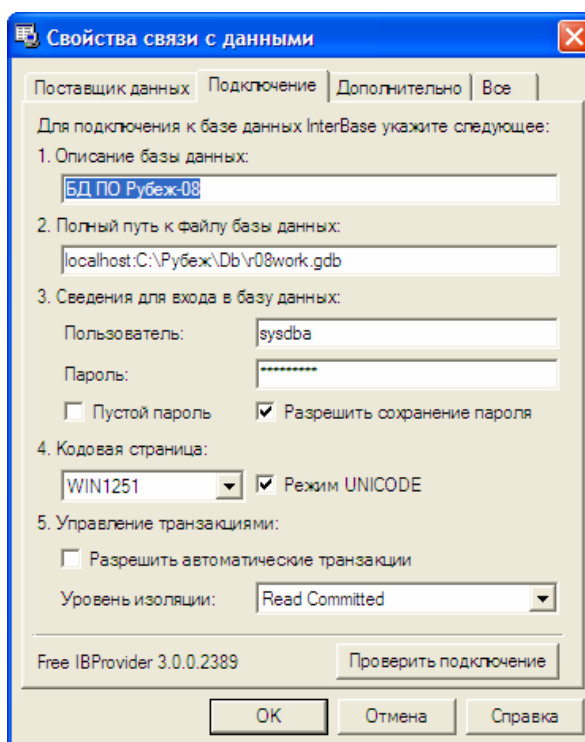 Свойства связи с данными
Поставщик данных Подключение Дополнительно Все
Для подключения к базе данных InterBase укажите следующее:
1. Описание базы данных:
БД ПО Рубеж-08
2. Полный путь к файлу базы данных:
localhost:C:\Рубеж\Db\r08work.gdb
3. Сведения для входа в базу данных:
Пользователь: sysdba
Пароль: *********
Пустой пароль Разрешить сохранение пароля
4. Кодовая страница:
WIN1251 Режим UNICODE
5. Управление транзакциями:
Разрешить автоматические транзакции
Уровень изоляции: Read Committed
Free IBProvider 3.0.0.2389 Проверить подключение
OK Отмена Справка